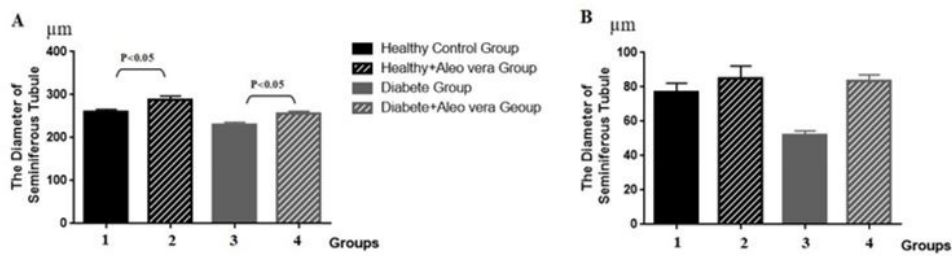 A
µm
The Diameter of
Seminiferous Tubule
400
300
200
100
0
P<0.05
P<0.05
1
2
3
4
Groups
Healthy Control Group
Healthy+Aleo vera Group
Diabete Group
Diabete+Aleo vera Geoup
B
µm
The Diameter of
Seminiferous Tubule
100
80
60
40
20
0
1
2
3
4
Groups